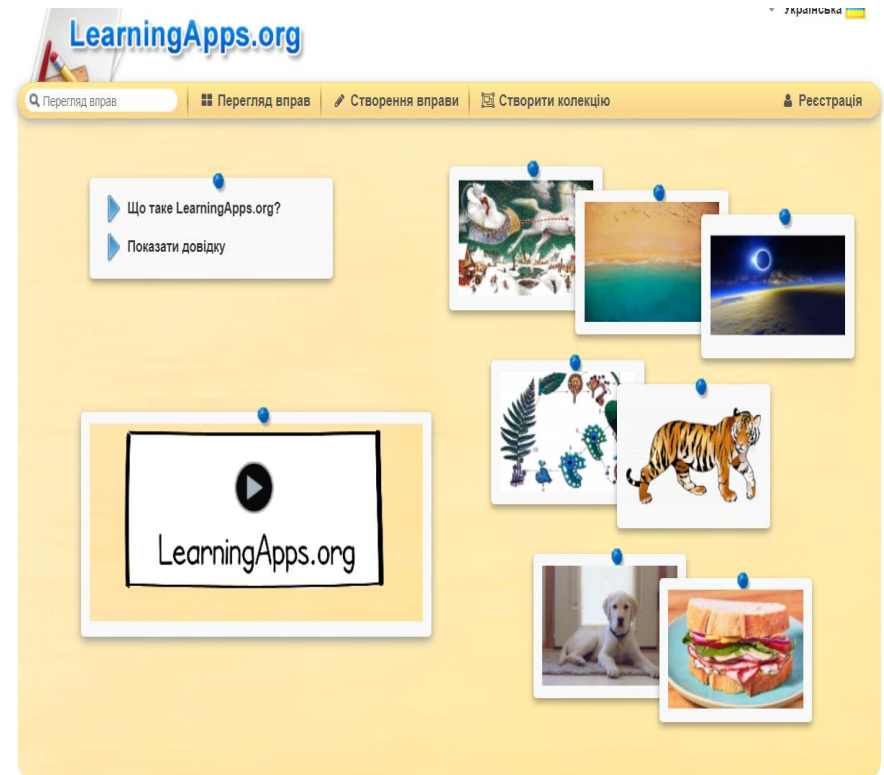 Українська
LearningApps.org
Перегляд вправ
Перегляд вправ
Створення вправи
Створити колекцію
Реєстрація
Що таке LearningApps.org?
Показати довідку
LearningApps.org